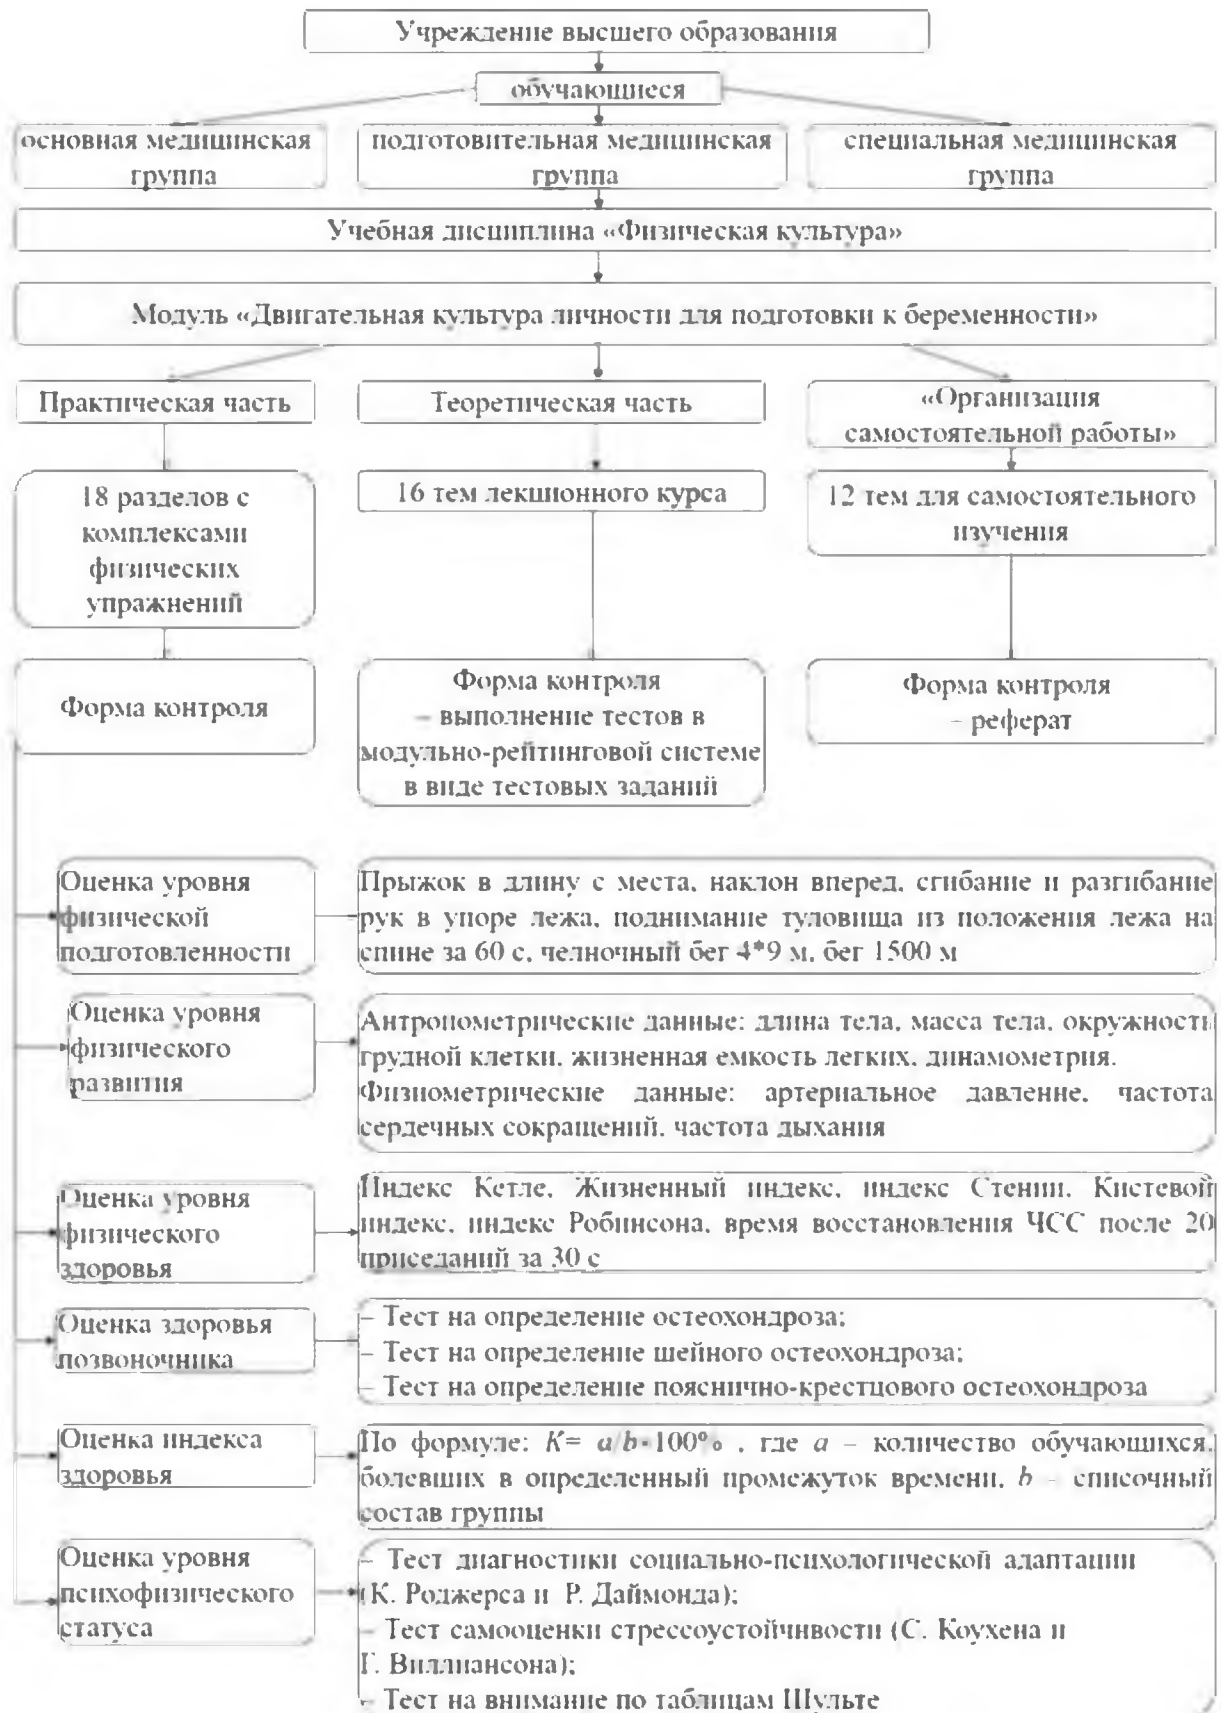 Учреждение высшего образования
обучающиеся
основная медицинская
группа
подготовительная медицинская
группа
специальная медицинская
группа
Учебная дисциплина «Физическая культура»
Модуль «Двигательная культура личности для подготовки к беременности»
Практическая часть
Теоретическая часть
«Организация
самостоятельной работы»
18 разделов с
комплексами
физических
упражнений
16 тем лекционного курса
12 тем для самостоятельного
изучения
Форма контроля
Форма контроля
– выполнение тестов в
модульно-рейтинговой системе
в виде тестовых заданий
Форма контроля
– реферат
Оценка уровня
физической
подготовленности
Прыжок в длину с места, наклон вперед, сгибание и разгибание
рук в упоре лежа, поднимание туловища из положения лежа на
спине за 60 с, челночный бег 4*9 м, бег 1500 м
Оценка уровня
физического
развития
Антропометрические данные: длина тела, масса тела, окружность
грудной клетки, жизненная емкость легких, динамометрия.
Физиометрические данные: артериальное давление, частота
сердечных сокращений, частота дыхания
Оценка уровня
физического
здоровья
Индекс Кетле, Жизненный индекс, индекс Стении, Кистевой
индекс, индекс Робинсона, время восстановления ЧСС после 20
приседаний за 30 с
Оценка здоровья
позвоночника
– Тест на определение остеохондроза;
– Тест на определение шейного остеохондроза;
– Тест на определение пояснично-крестцового остеохондроза
Оценка индекса
здоровья
По формуле: K= a/b·100% , где a – количество обучающихся,
болевших в определенный промежуток времени, b – списочный
состав группы
Оценка уровня
психофизического
статуса
– Тест диагностики социально-психологической адаптации
(К. Роджерса и Р. Даймонда);
– Тест самооценки стрессоустойчивости (С. Коухена и
Г. Виллиансона);
– Тест на внимание по таблицам Шульте